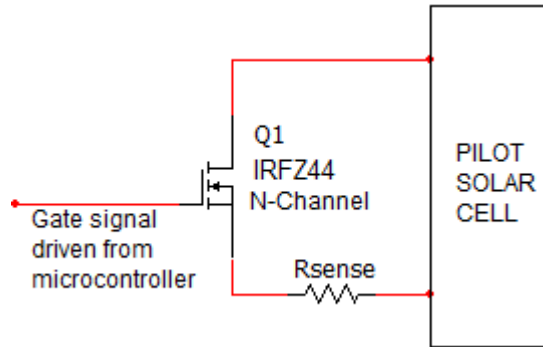 Q1
IRFZ44
N-Channel
PILOT
SOLAR
CELL
Gate signal
driven from
microcontroller
Rsense